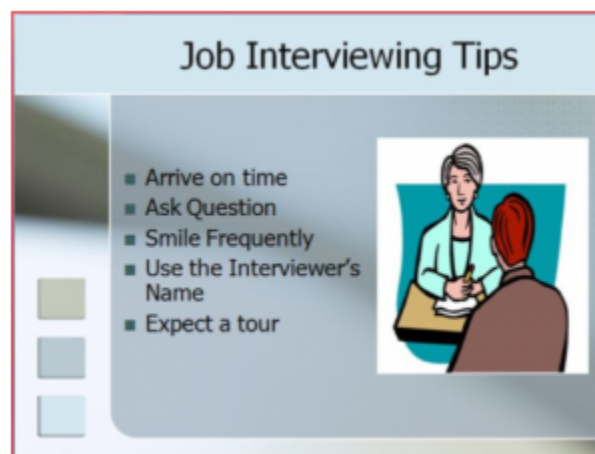 Job Interviewing Tips
Arrive on time
Ask Question
Smile Frequently
Use the Interviewer's
Name
Expect a tour